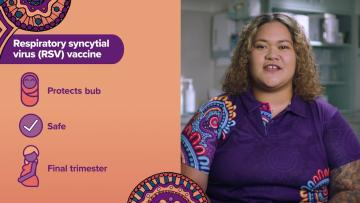 Respiratory syncytial
virus (RSV) vaccine
Protects bub
Safe
Final trimester